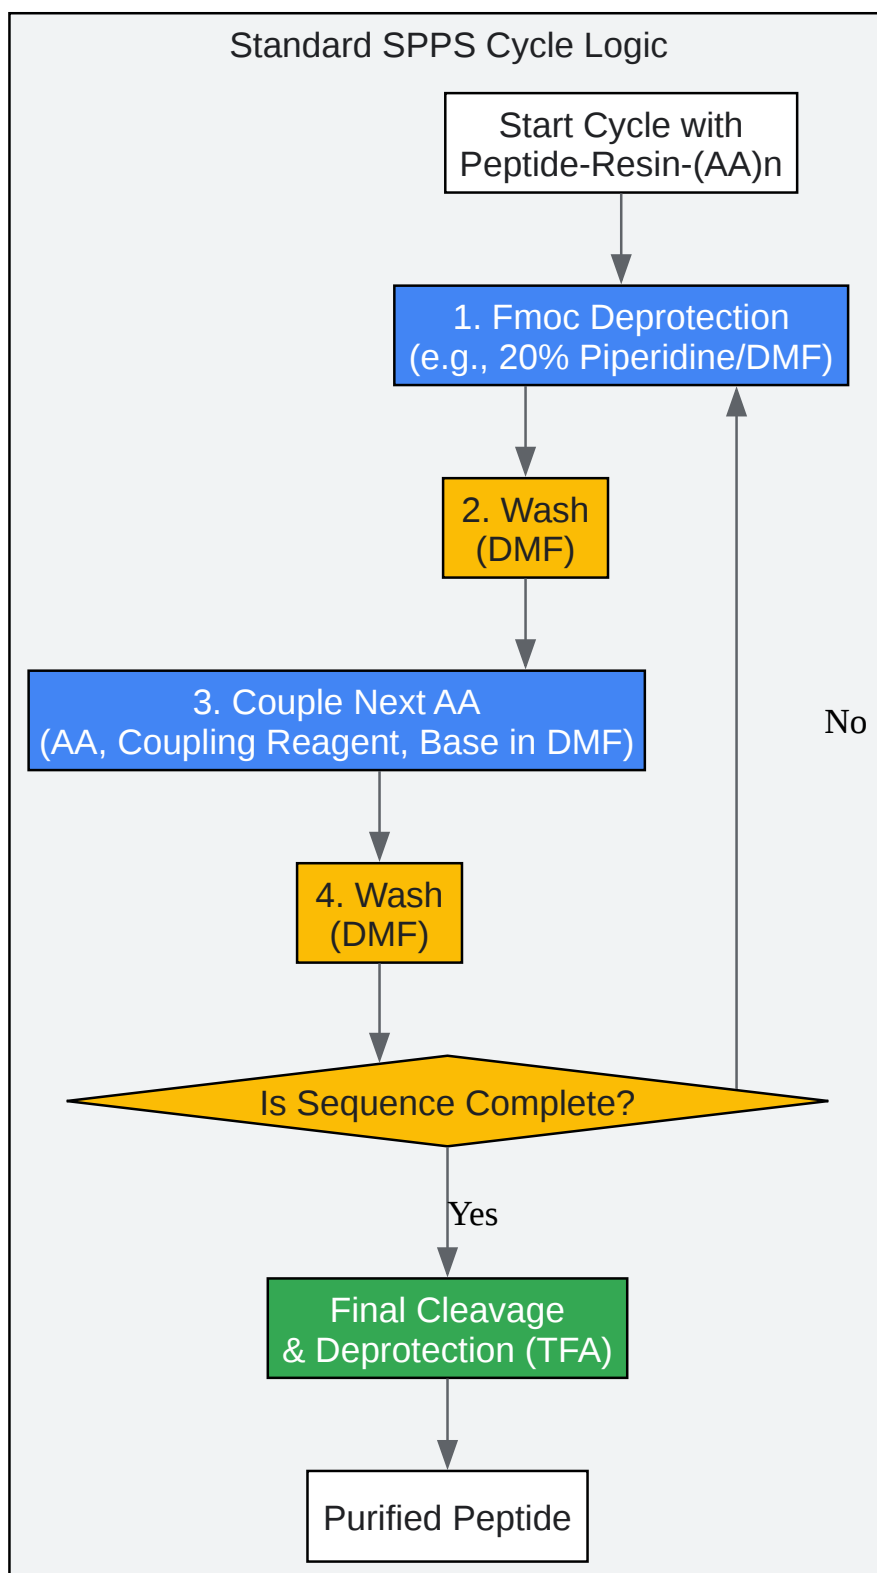 Standard SPPS Cycle Logic
Start Cycle with
Peptide-Resin-(AA)n
1. Fmoc Deprotection
(e.g., 20% Piperidine/DMF)
2. Wash
(DMF)
3. Couple Next AA
(AA, Coupling Reagent, Base in DMF)
No
4. Wash
(DMF)
Is Sequence Complete?
Yes
Final Cleavage
& Deprotection (TFA)
Purified Peptide